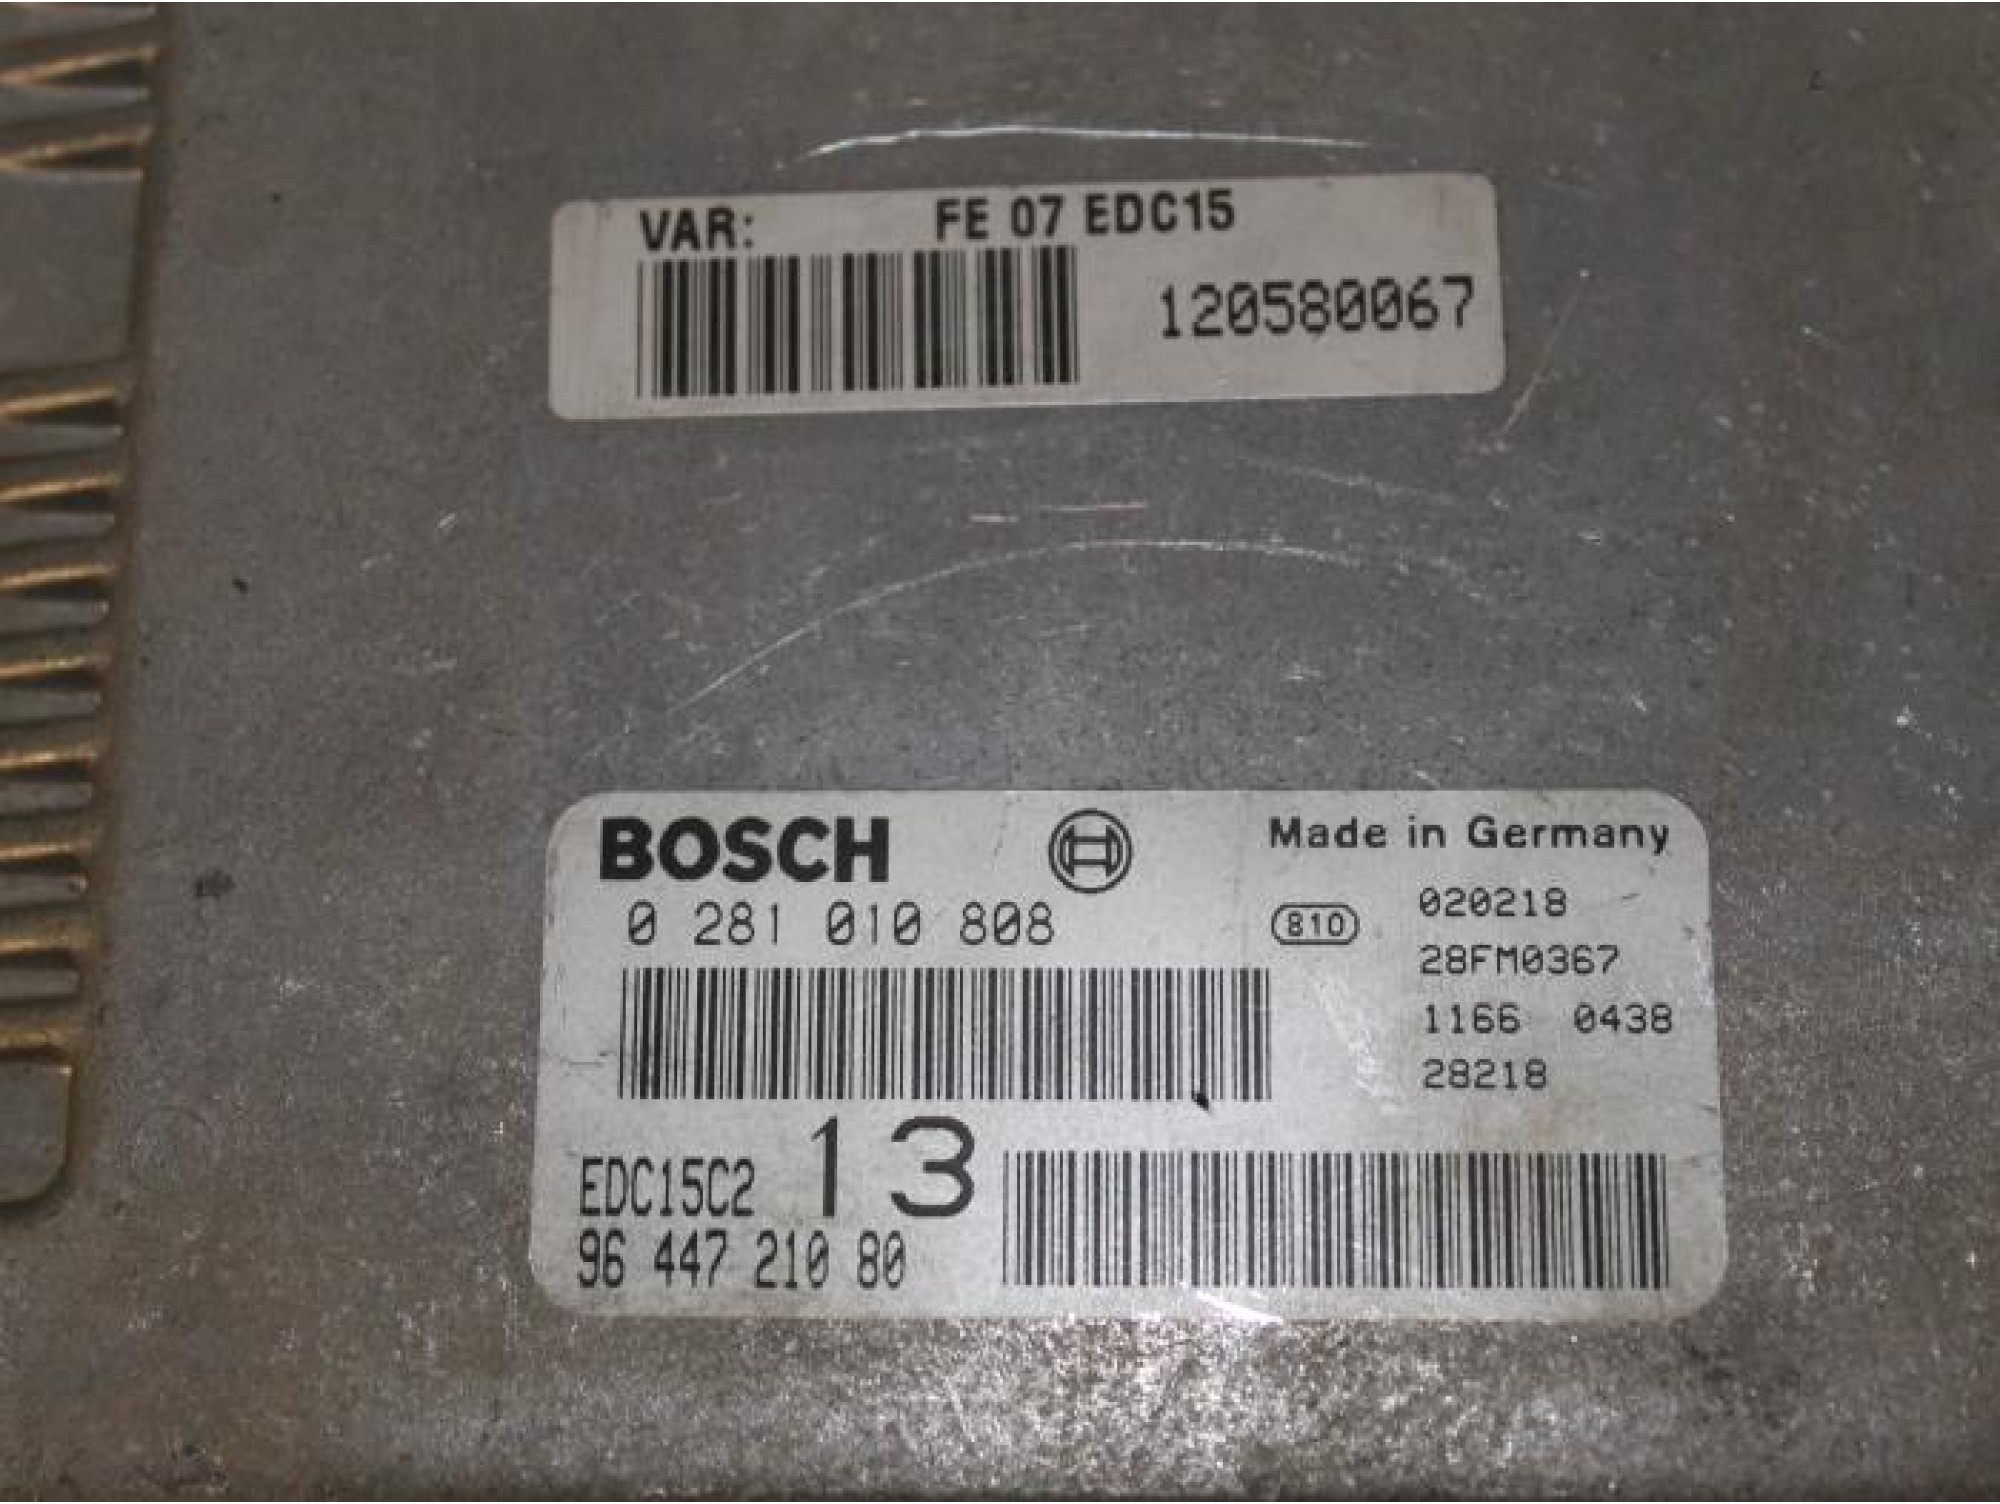 VAR: FE 07 EDC15
120580067
BOSCH Made in Germany
0 281 010 808
810 020218
28FM0367
1166 0438
28218
EDC15C2 13
96 447 210 80